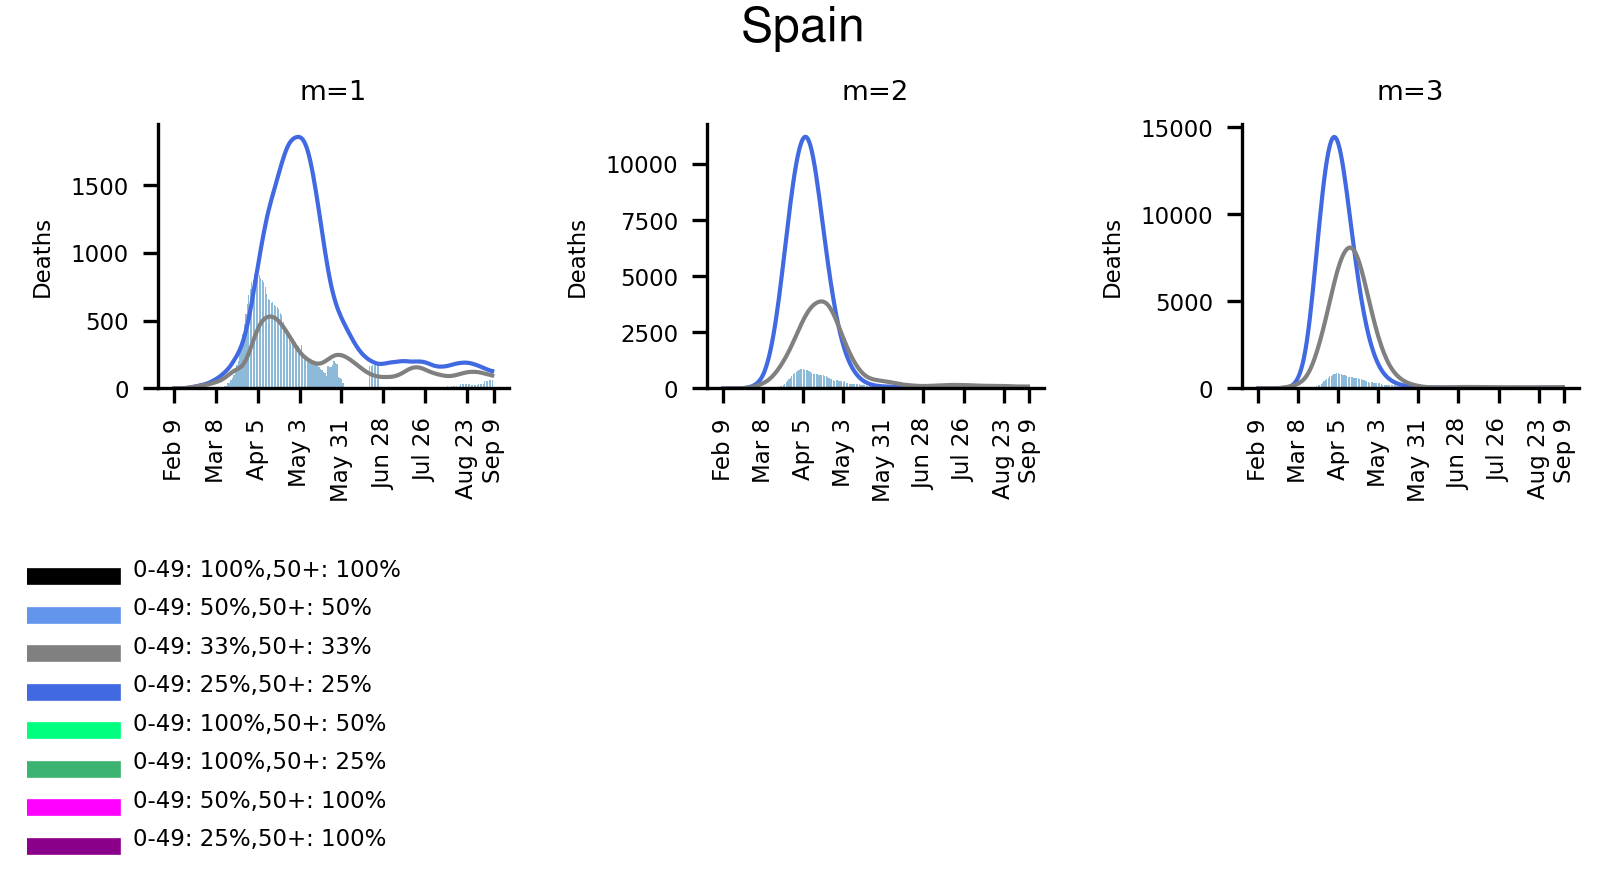 Spain
m=1
m=2
m=3
Deaths
1500
1000
500
0
Feb 9
Mar 8
Apr 5
May 3
May 31
Jun 28
Jul 26
Aug 23
Sep 9
Deaths
10000
7500
5000
2500
0
Feb 9
Mar 8
Apr 5
May 3
May 31
Jun 28
Jul 26
Aug 23
Sep 9
Deaths
15000
10000
5000
0
Feb 9
Mar 8
Apr 5
May 3
May 31
Jun 28
Jul 26
Aug 23
Sep 9
0-49: 100%,50+: 100%
0-49: 50%,50+: 50%
0-49: 33%,50+: 33%
0-49: 25%,50+: 25%
0-49: 100%,50+: 50%
0-49: 100%,50+: 25%
0-49: 50%,50+: 100%
0-49: 25%,50+: 100%